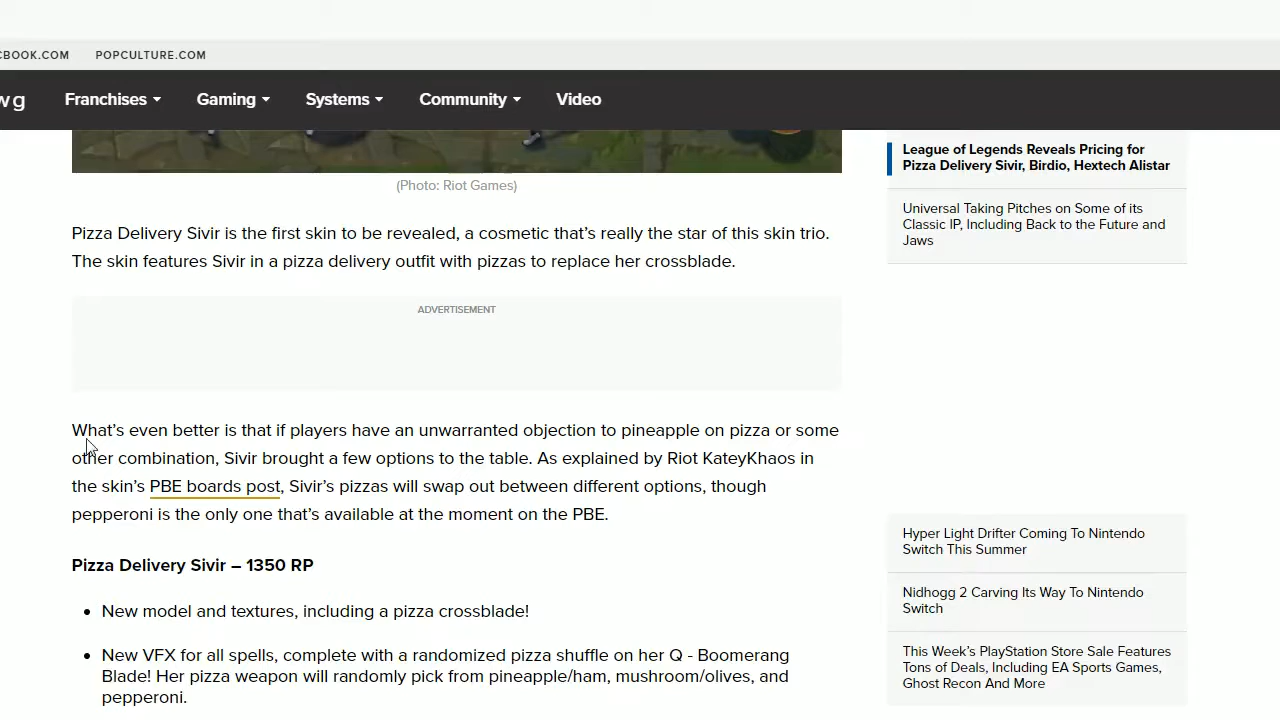 CBOOK.COM POPCULTURE.COM
wg Franchises Gaming Systems Community Video
(Photo: Riot Games)
Pizza Delivery Sivir is the first skin to be revealed, a cosmetic that’s really the star of this skin trio.
The skin features Sivir in a pizza delivery outfit with pizzas to replace her crossblade.
ADVERTISEMENT
What’s even better is that if players have an unwarranted objection to pineapple on pizza or some
other combination, Sivir brought a few options to the table. As explained by Riot KateyKhaos in
the skin’s PBE boards post, Sivir’s pizzas will swap out between different options, though
pepperoni is the only one that’s available at the moment on the PBE.
Pizza Delivery Sivir – 1350 RP
• New model and textures, including a pizza crossblade!
• New VFX for all spells, complete with a randomized pizza shuffle on her Q - Boomerang
Blade! Her pizza weapon will randomly pick from pineapple/ham, mushroom/olives, and
pepperoni.
League of Legends Reveals Pricing for
Pizza Delivery Sivir, Birdio, Hextech Alistar
Universal Taking Pitches on Some of its
Classic IP, Including Back to the Future and
Jaws
Hyper Light Drifter Coming To Nintendo
Switch This Summer
Nidhogg 2 Carving Its Way To Nintendo
Switch
This Week’s PlayStation Store Sale Features
Tons of Deals, Including EA Sports Games,
Ghost Recon And More